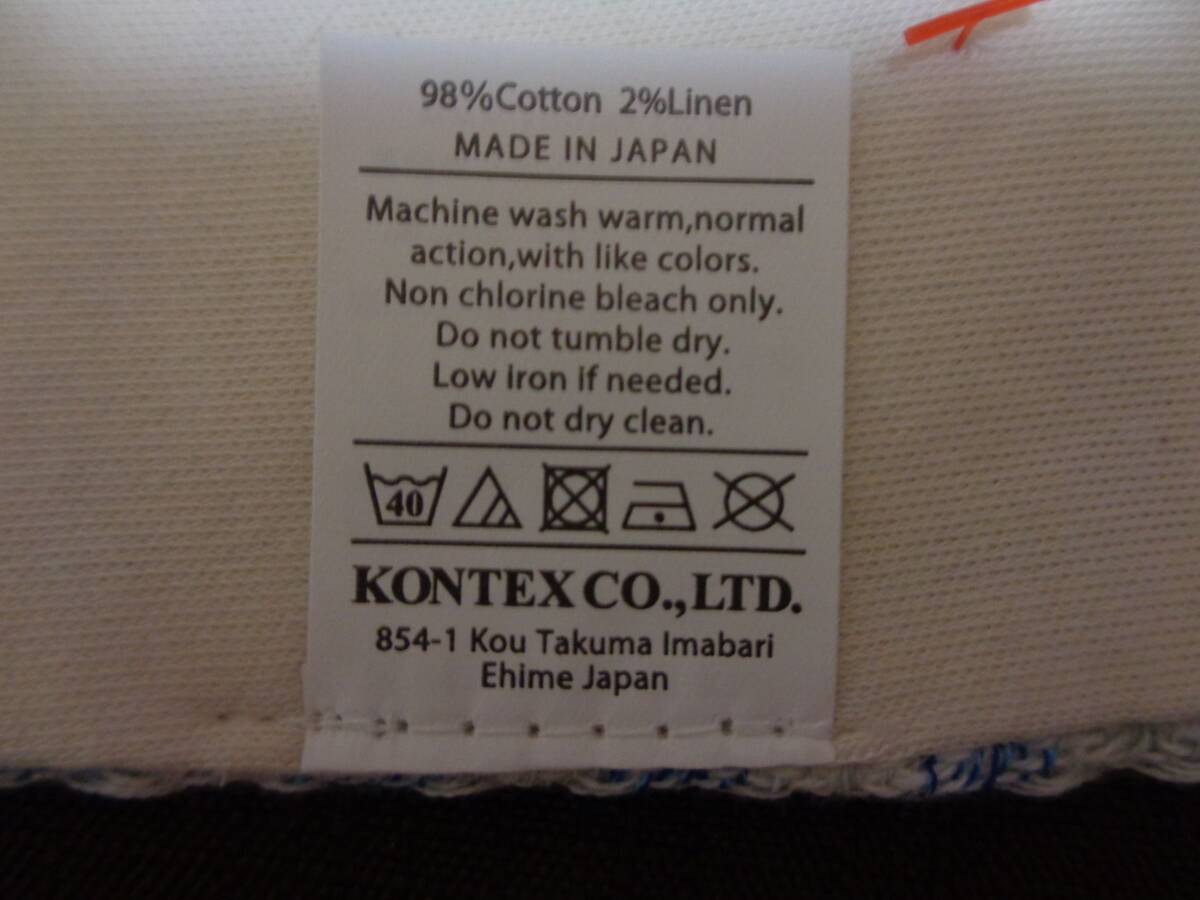 98%Cotton 2%Linen
MADE IN JAPAN
Machine wash warm,normal
action,with like colors.
Non chlorine bleach only.
Do not tumble dry.
Low iron if needed.
Do not dry clean.
40
KONTEX CO.,LTD.
854-1 Kou Takuma Imabari
Ehime Japan